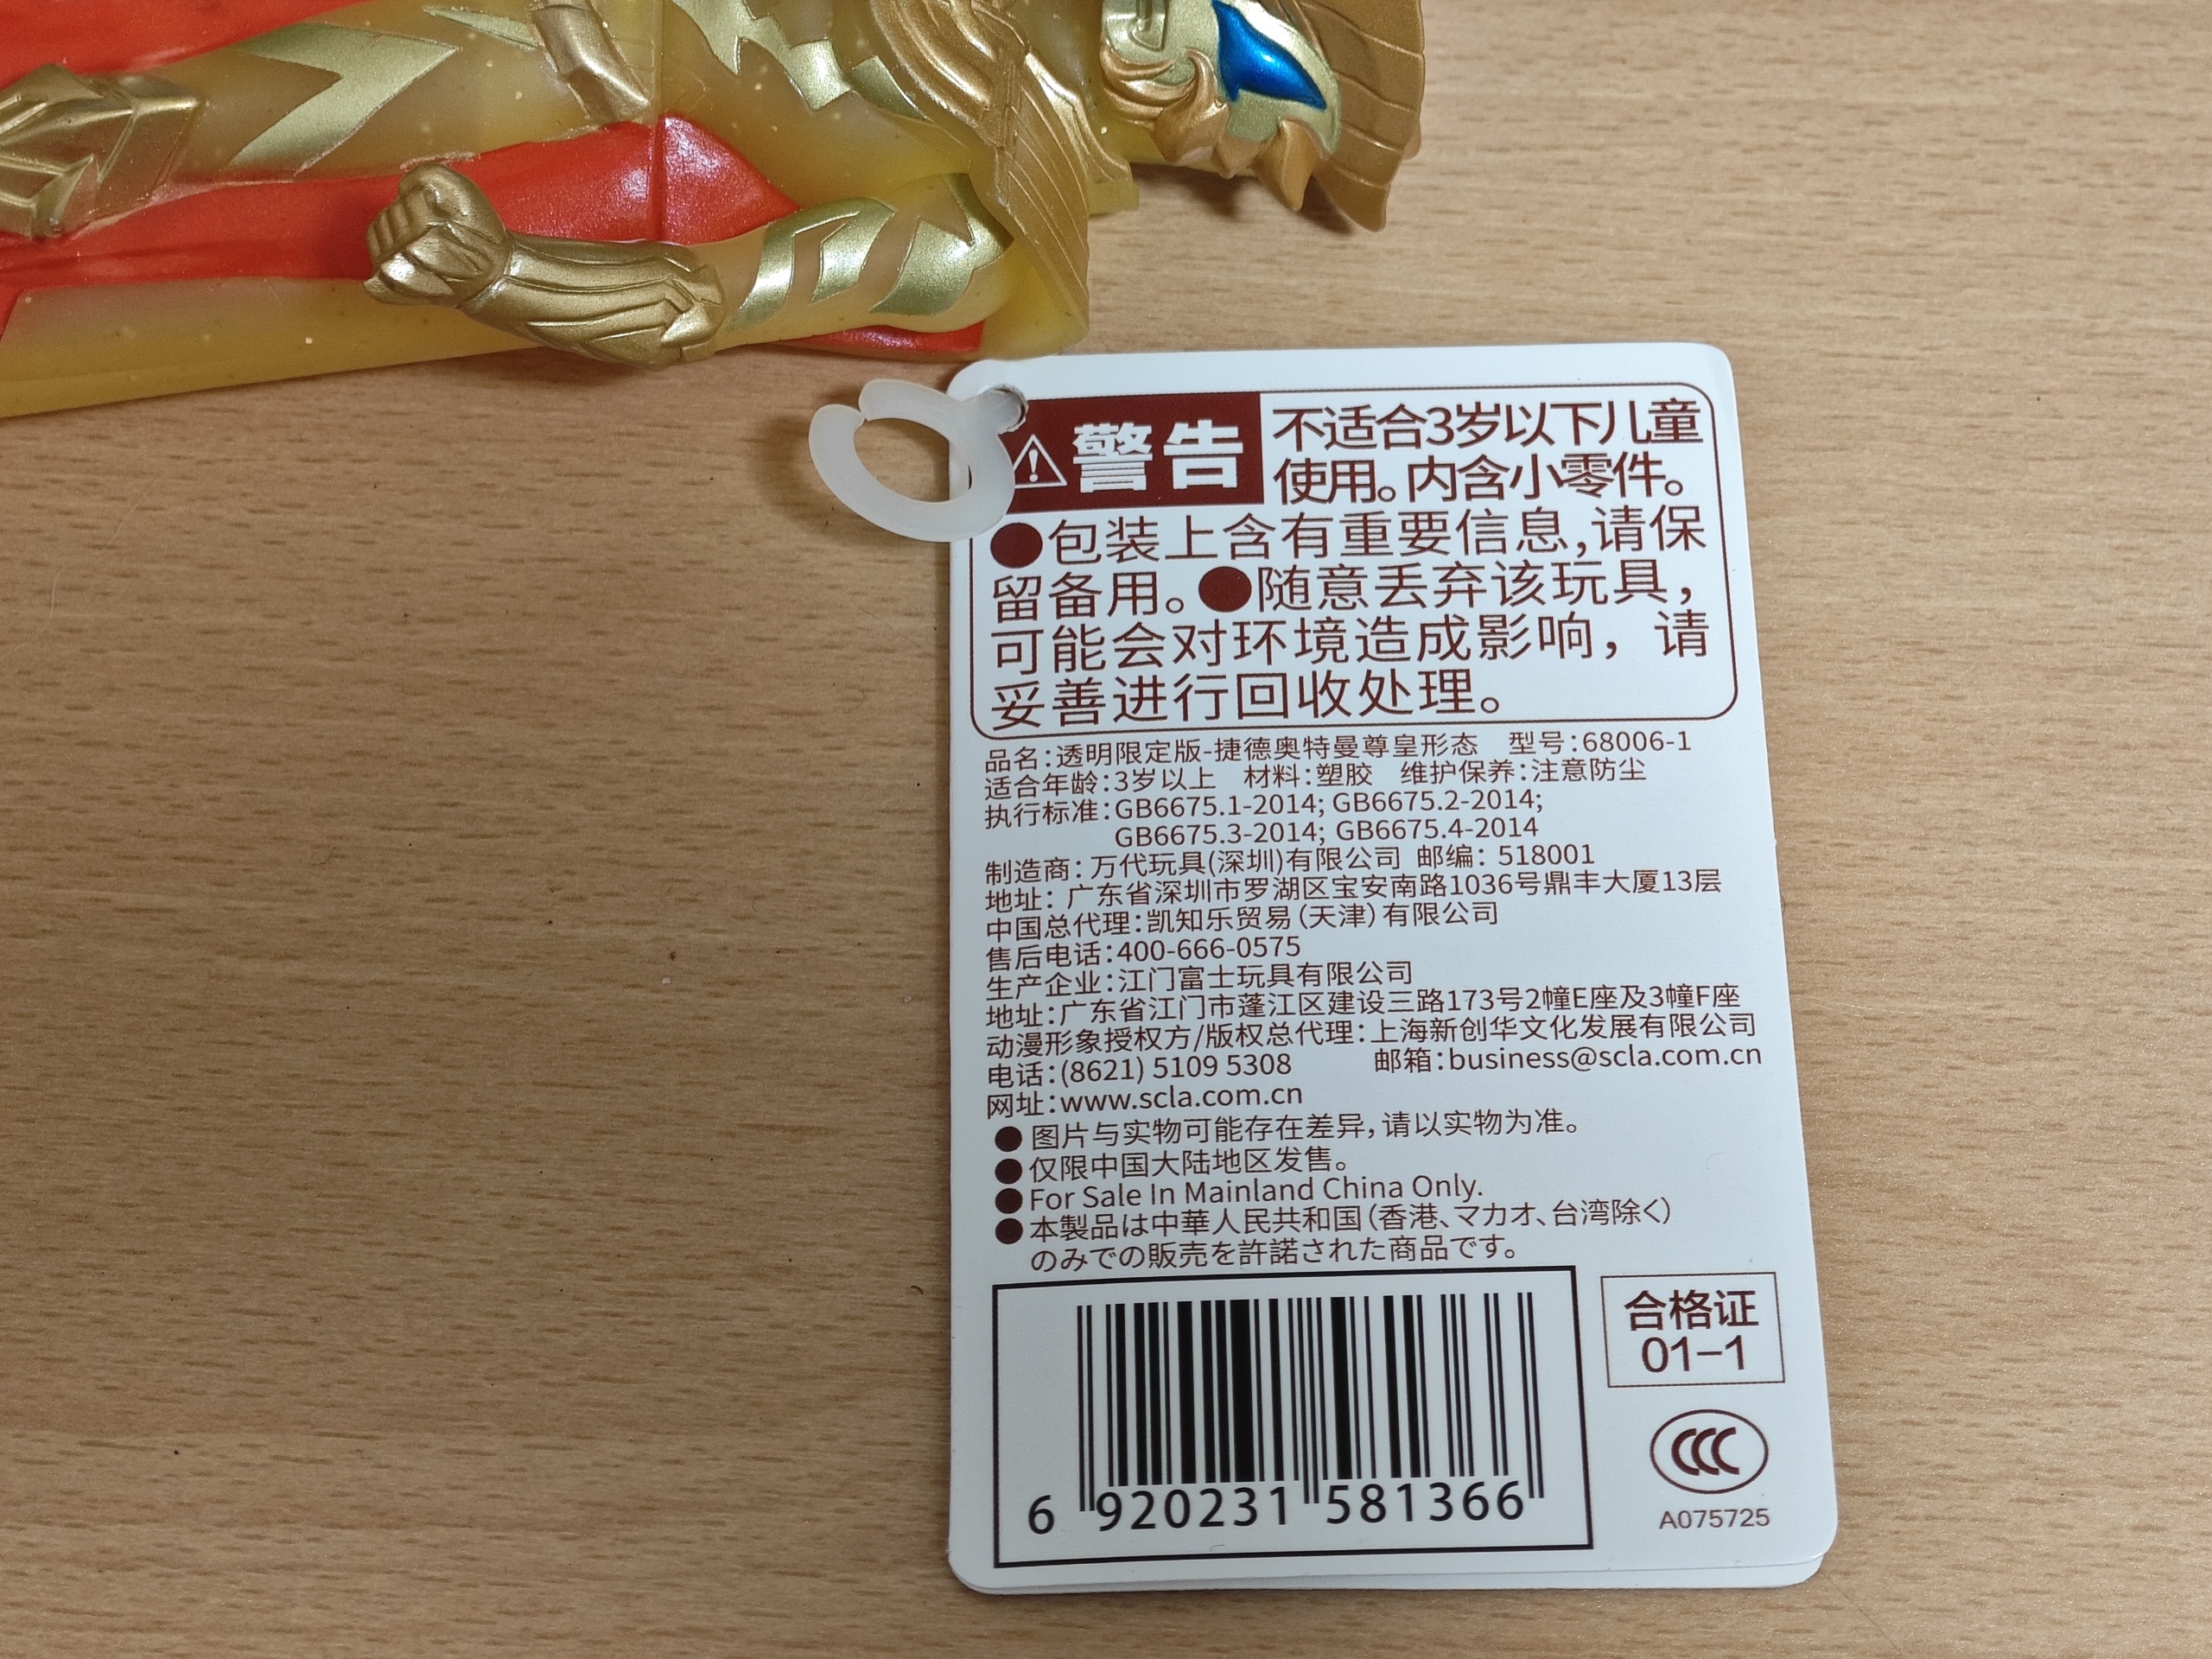 警告
不适合3岁以下儿童
使用。内含小零件。
●包装上含有重要信息,请保
留备用。●随意丢弃该玩具,
可能会对环境造成影响，请
妥善进行回收处理。
品名:透明限定版-捷德奥特曼尊皇形态 型号:68006-1
适合年龄:3岁以上 材料:塑胶 维护保养:注意防尘
执行标准:GB6675.1-2014; GB6675.2-2014;
GB6675.3-2014; GB6675.4-2014
制造商: 万代玩具(深圳)有限公司 邮编: 518001
地址: 广东省深圳市罗湖区宝安南路1036号鼎丰大厦13层
中国总代理:凯知乐贸易(天津)有限公司
售后电话:400-666-0575
生产企业:江门富士玩具有限公司
地址:广东省江门市蓬江区建设三路173号2幢E座及3幢F座
动漫形象授权方/版权总代理:上海新创华文化发展有限公司
电话:(8621) 5109 5308 邮箱:business@scla.com.cn
网址:www.scla.com.cn
● 图片与实物可能存在差异,请以实物为准。
● 仅限中国大陆地区发售。
● For Sale In Mainland China Only.
● 本製品は中華人民共和国(香港、マカオ、台湾除く)
のみでの販売を許諾された商品です。
6 920231 581366
合格证
01-1
CCC
A075725